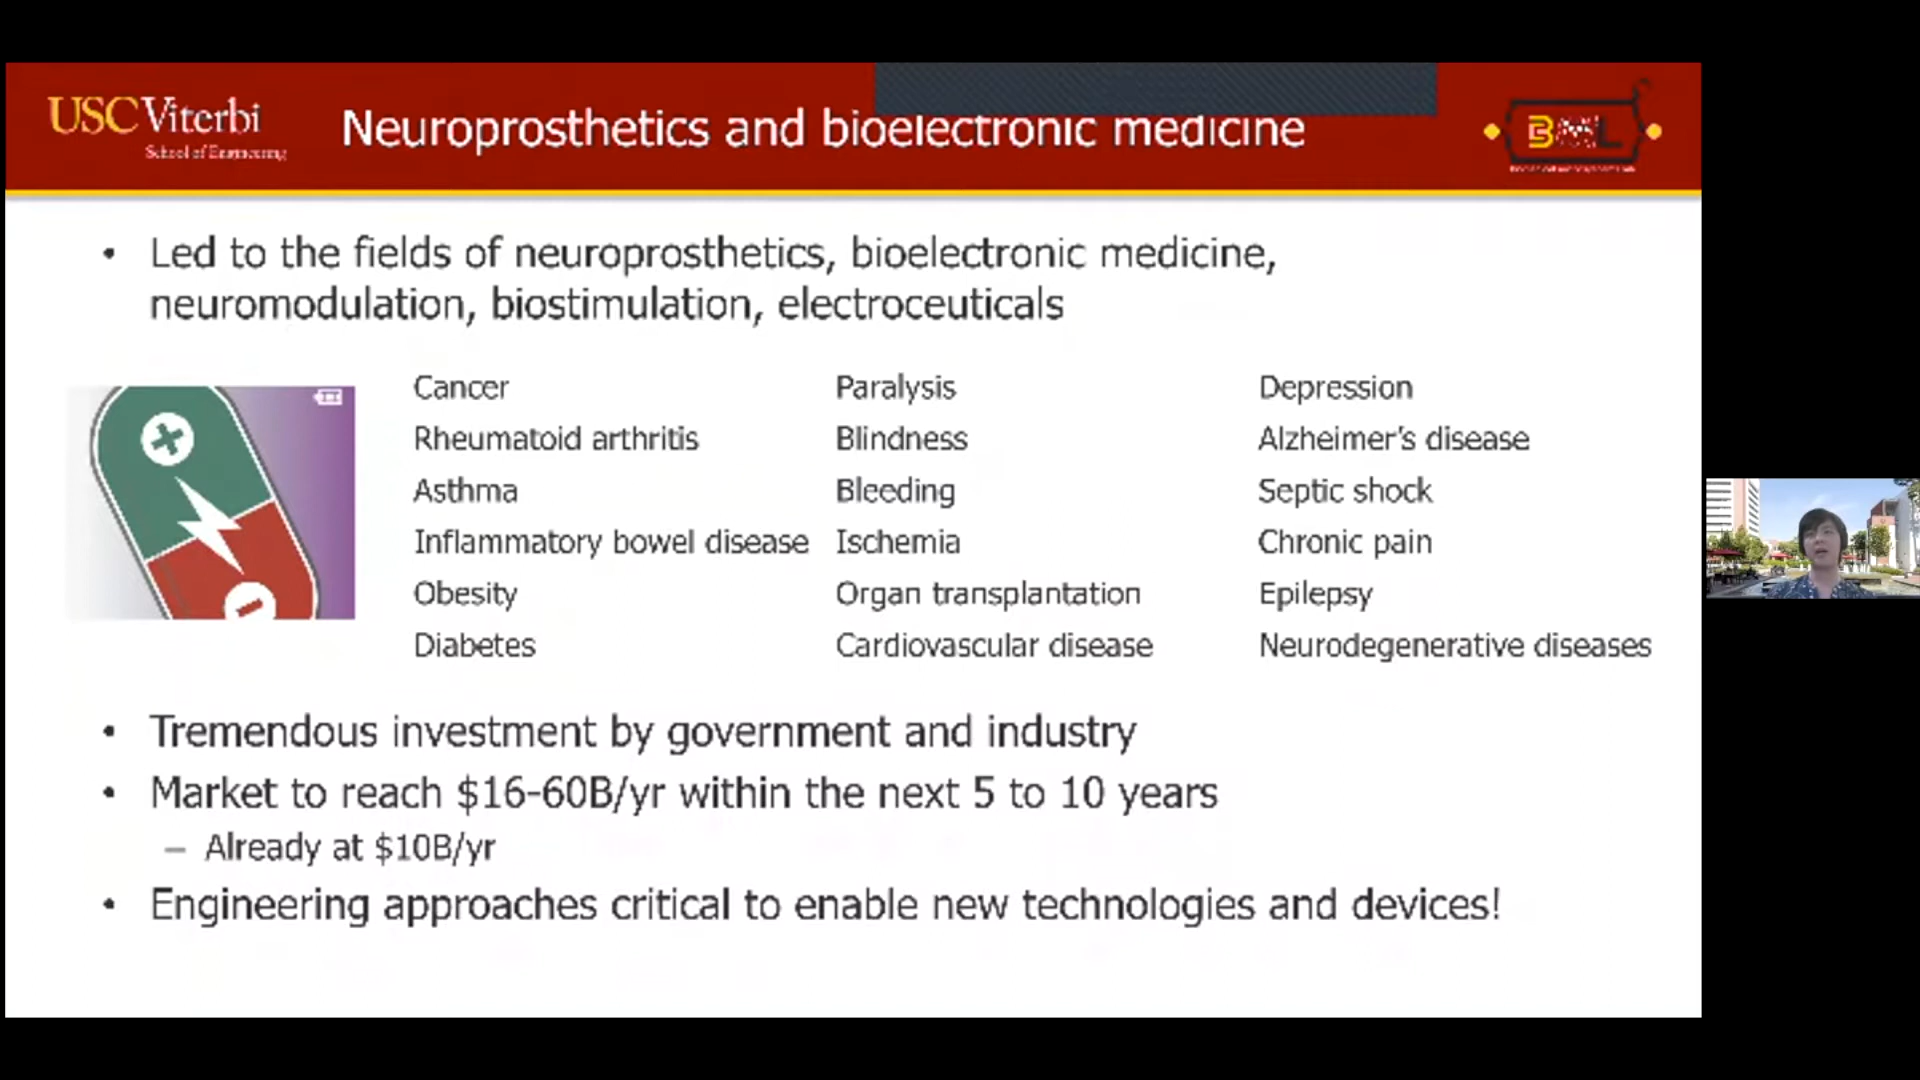 USC Viterbi
School of Engineering
Neuroprosthetics and bioelectronic medicine
• Led to the fields of neuroprosthetics, bioelectronic medicine,
neuromodulation, biostimulation, electroceuticals
Cancer Paralysis Depression
Rheumatoid arthritis Blindness Alzheimer's disease
Asthma Bleeding Septic shock
Inflammatory bowel disease Ischemia Chronic pain
Obesity Organ transplantation Epilepsy
Diabetes Cardiovascular disease Neurodegenerative diseases
• Tremendous investment by government and industry
• Market to reach $16-60B/yr within the next 5 to 10 years
– Already at $10B/yr
• Engineering approaches critical to enable new technologies and devices!